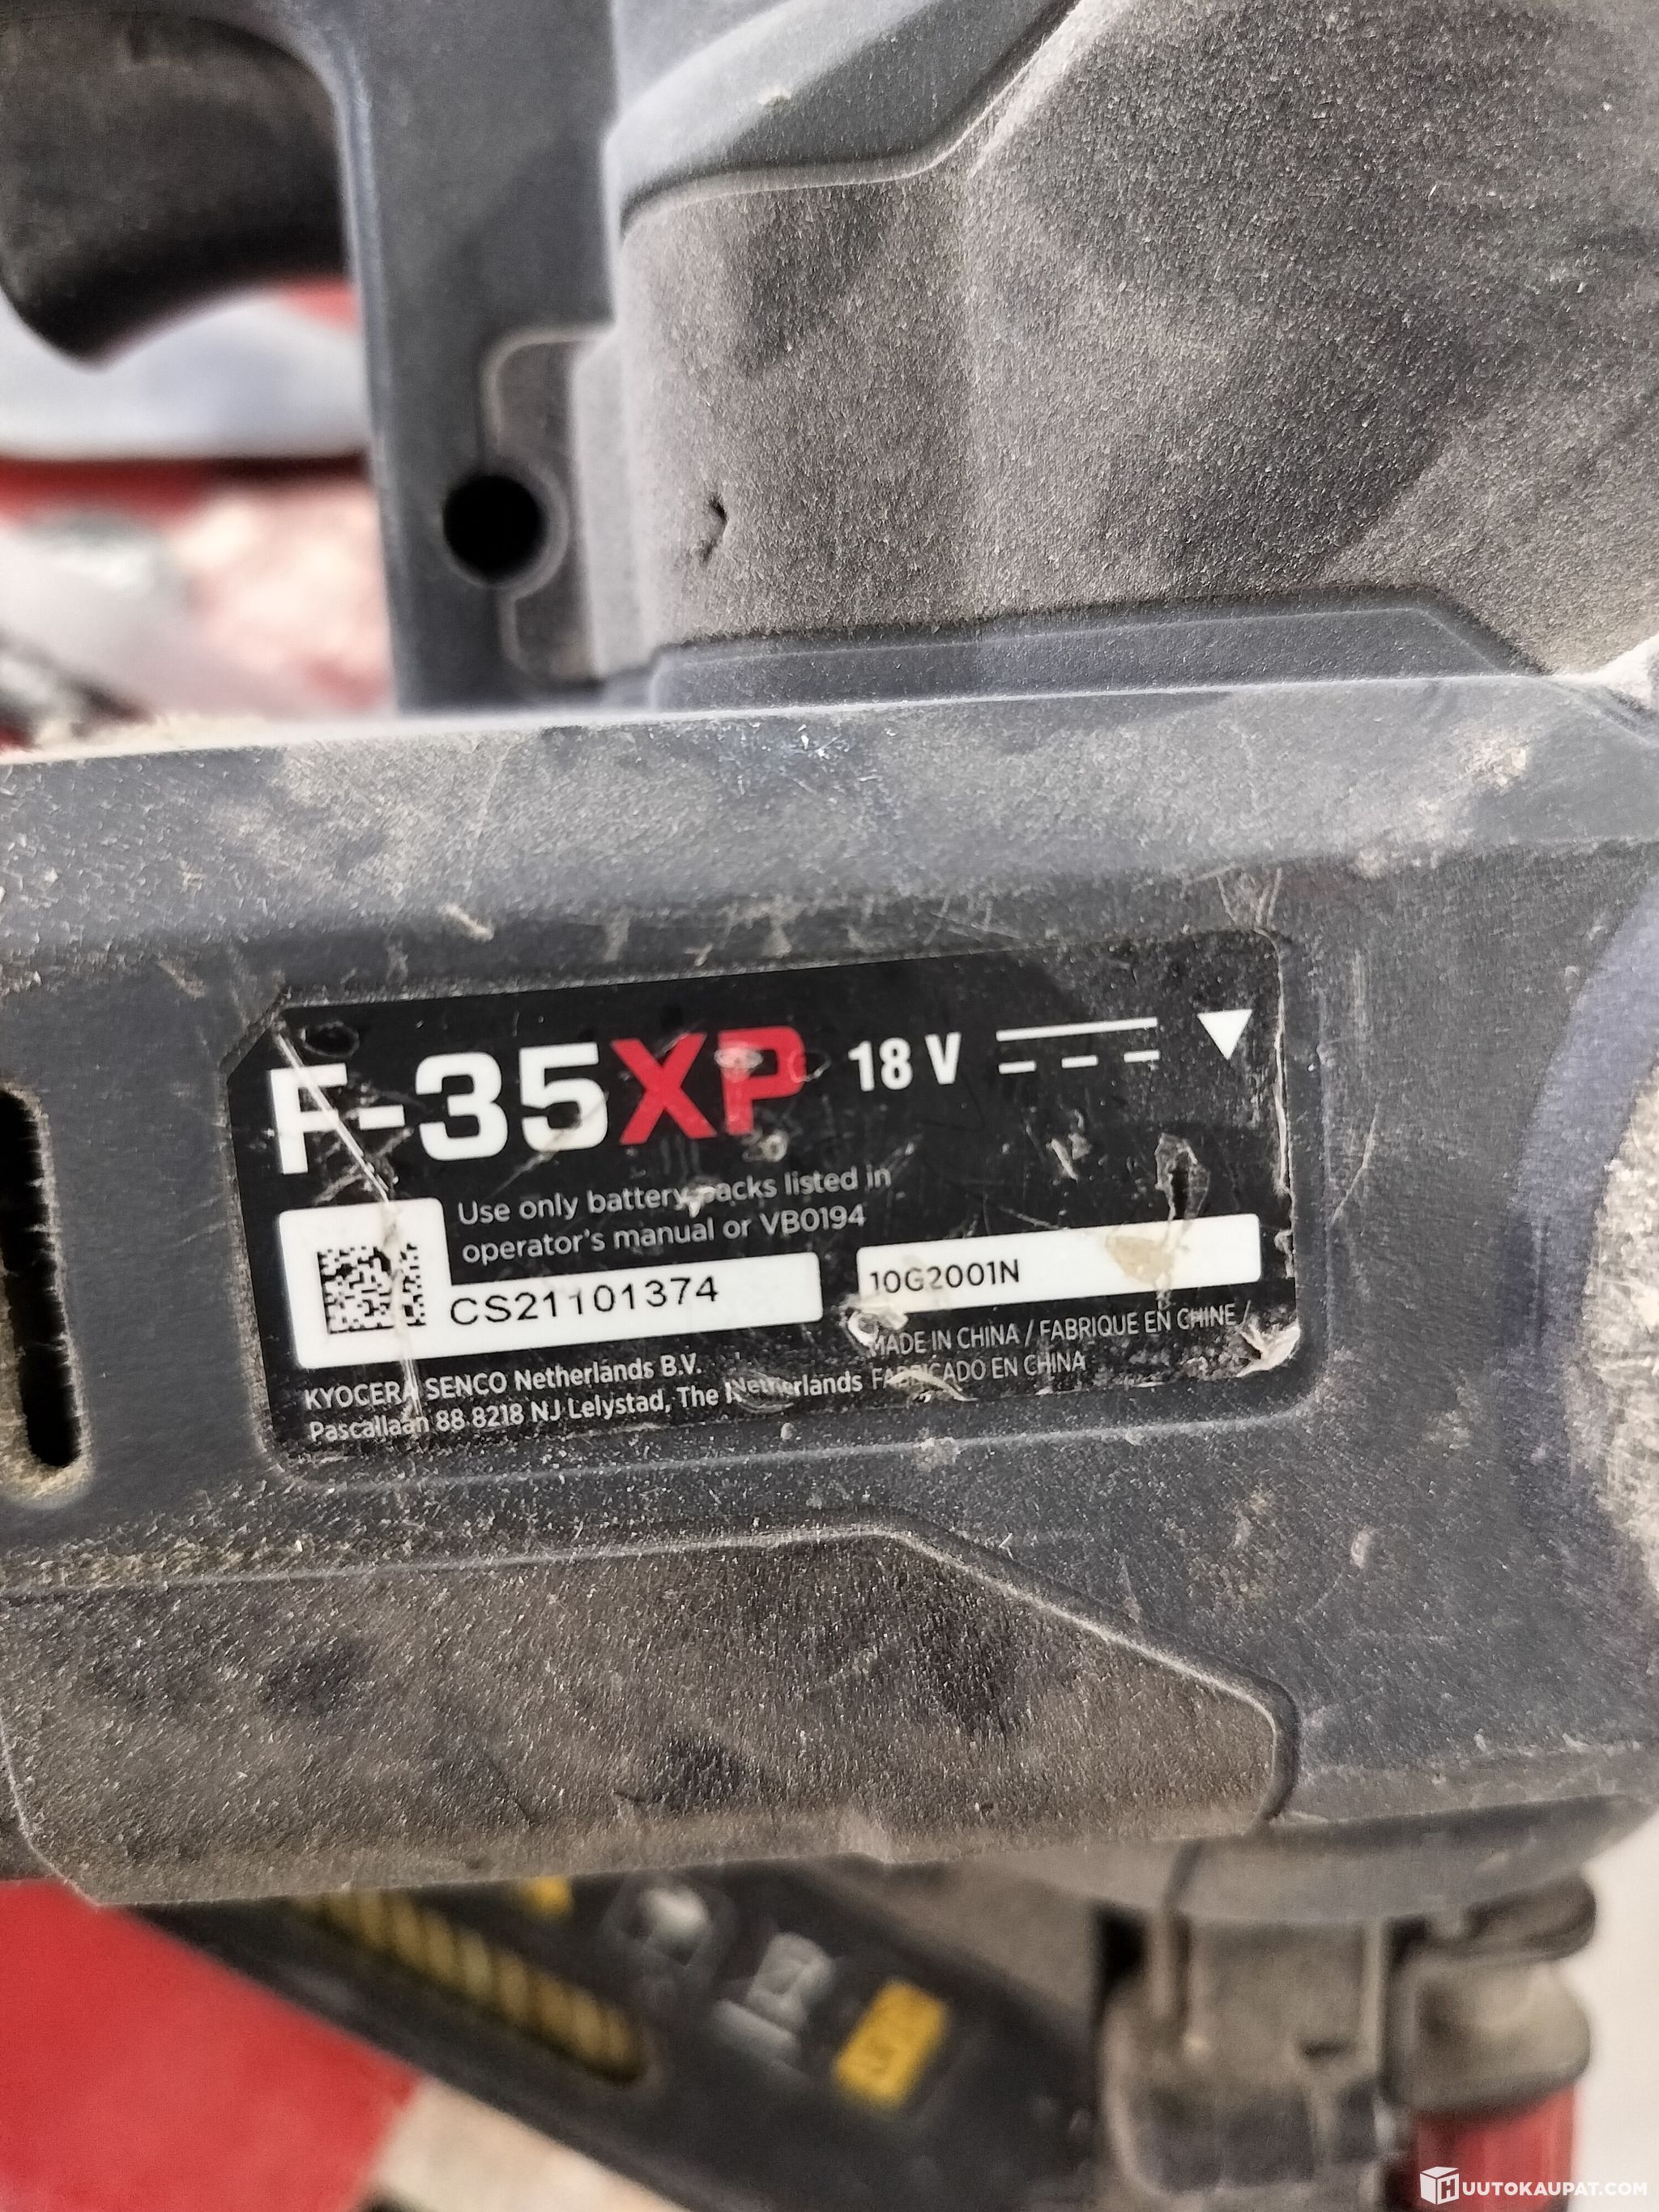 F-35XP 18 V
Use only battery packs listed in
operator's manual or VB0194
CS21101374
10G2001N
MADE IN CHINA / FABRIQUE EN CHINE /
FABRICADO EN CHINA
KYOCERA SENCO Netherlands B.V.
Pascallaan 88 8218 NJ Lelystad, The Netherlands
HUUTOKAUPAT.COM